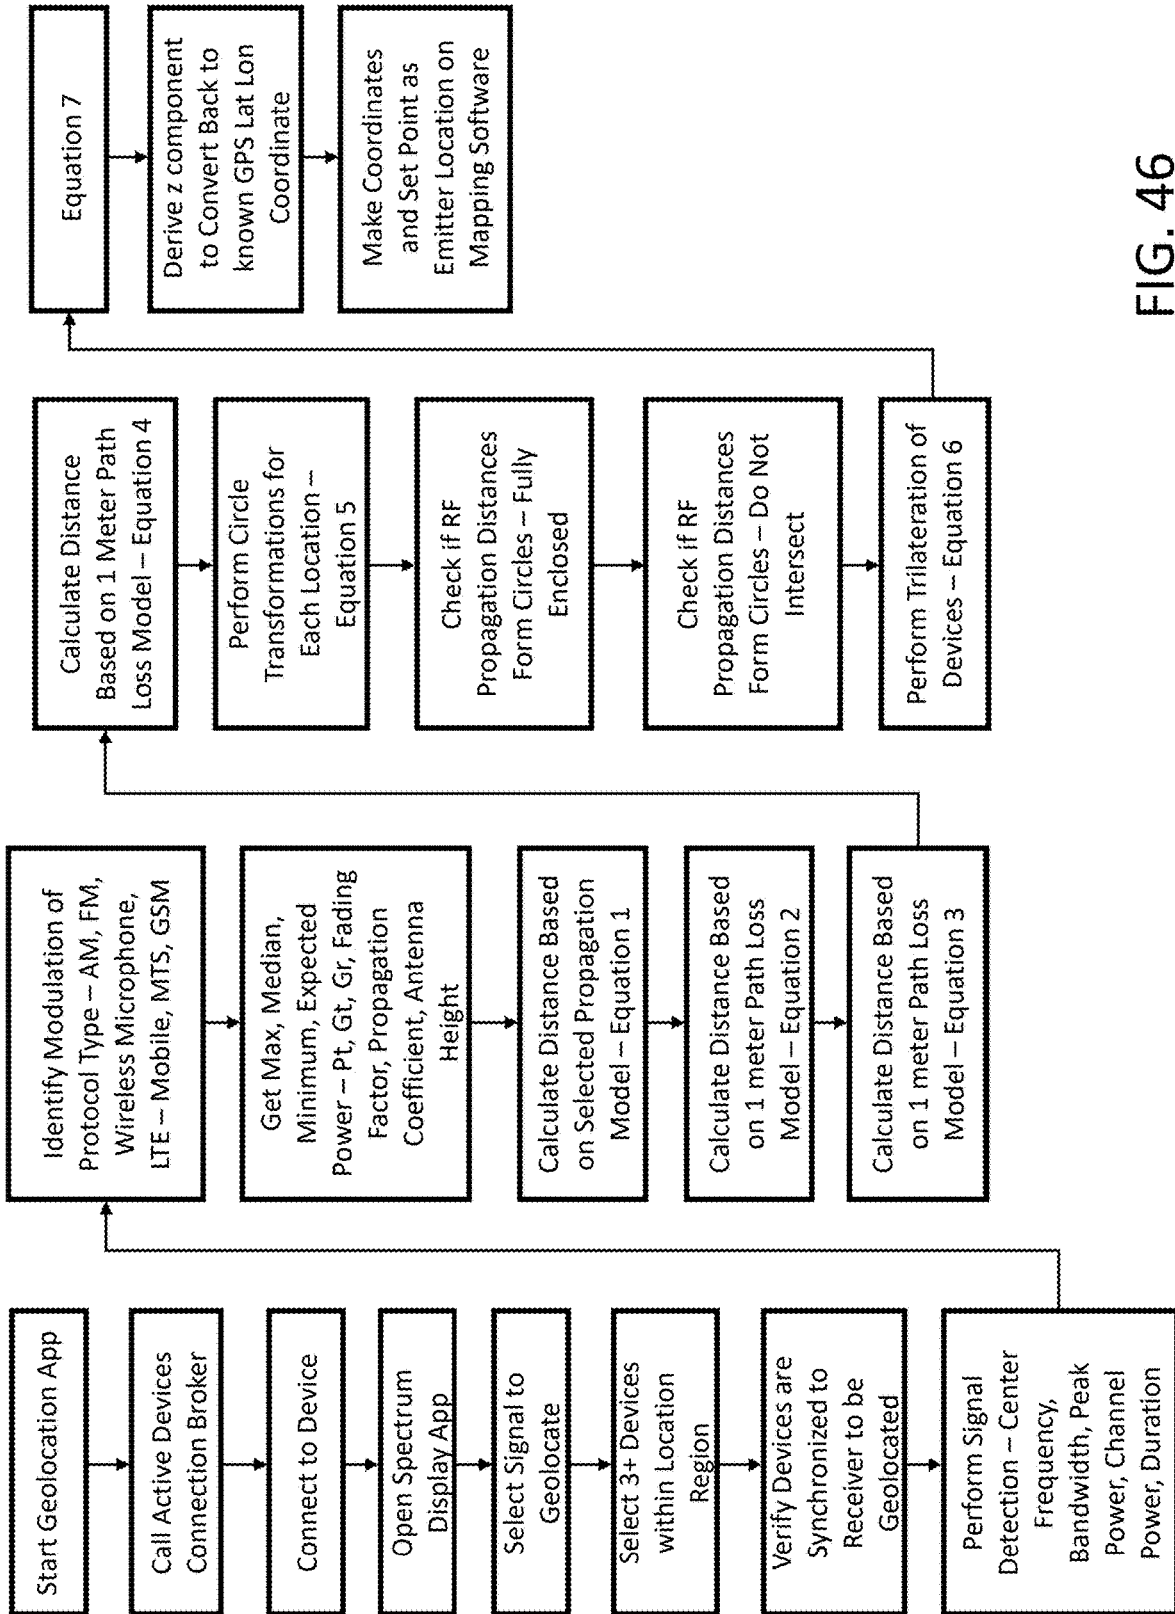 Start Geolocation App
Call Active Devices
Connection Broker
Connect to Device
Open Spectrum
Display App
Select Signal to
Geolocate
Select 3+ Devices
within Location
Region
Verify Devices are
Synchronized to
Receiver to be
Geolocated
Perform Signal
Detection – Center
Frequency,
Bandwidth, Peak
Power, Channel
Power, Duration
Identify Modulation of
Protocol Type – AM, FM,
Wireless Microphone,
LTE – Mobile, MTS, GSM
Get Max, Median,
Minimum, Expected
Power – Pt, Gt, Gr, Fading
Factor, Propagation
Coefficient, Antenna
Height
Calculate Distance Based
on Selected Propagation
Model – Equation 1
Calculate Distance Based
on 1 meter Path Loss
Model – Equation 2
Calculate Distance Based
on 1 meter Path Loss
Model – Equation 3
Calculate Distance
Based on 1 Meter Path
Loss Model – Equation 4
Perform Circle
Transformations for
Each Location –
Equation 5
Check if RF
Propagation Distances
Form Circles – Fully
Enclosed
Check if RF
Propagation Distances
Form Circles – Do Not
Intersect
Perform Trilateration of
Devices – Equation 6
Equation 7
Derive z component
to Convert Back to
known GPS Lat Lon
Coordinate
Make Coordinates
and Set Point as
Emitter Location on
Mapping Software
FIG. 46